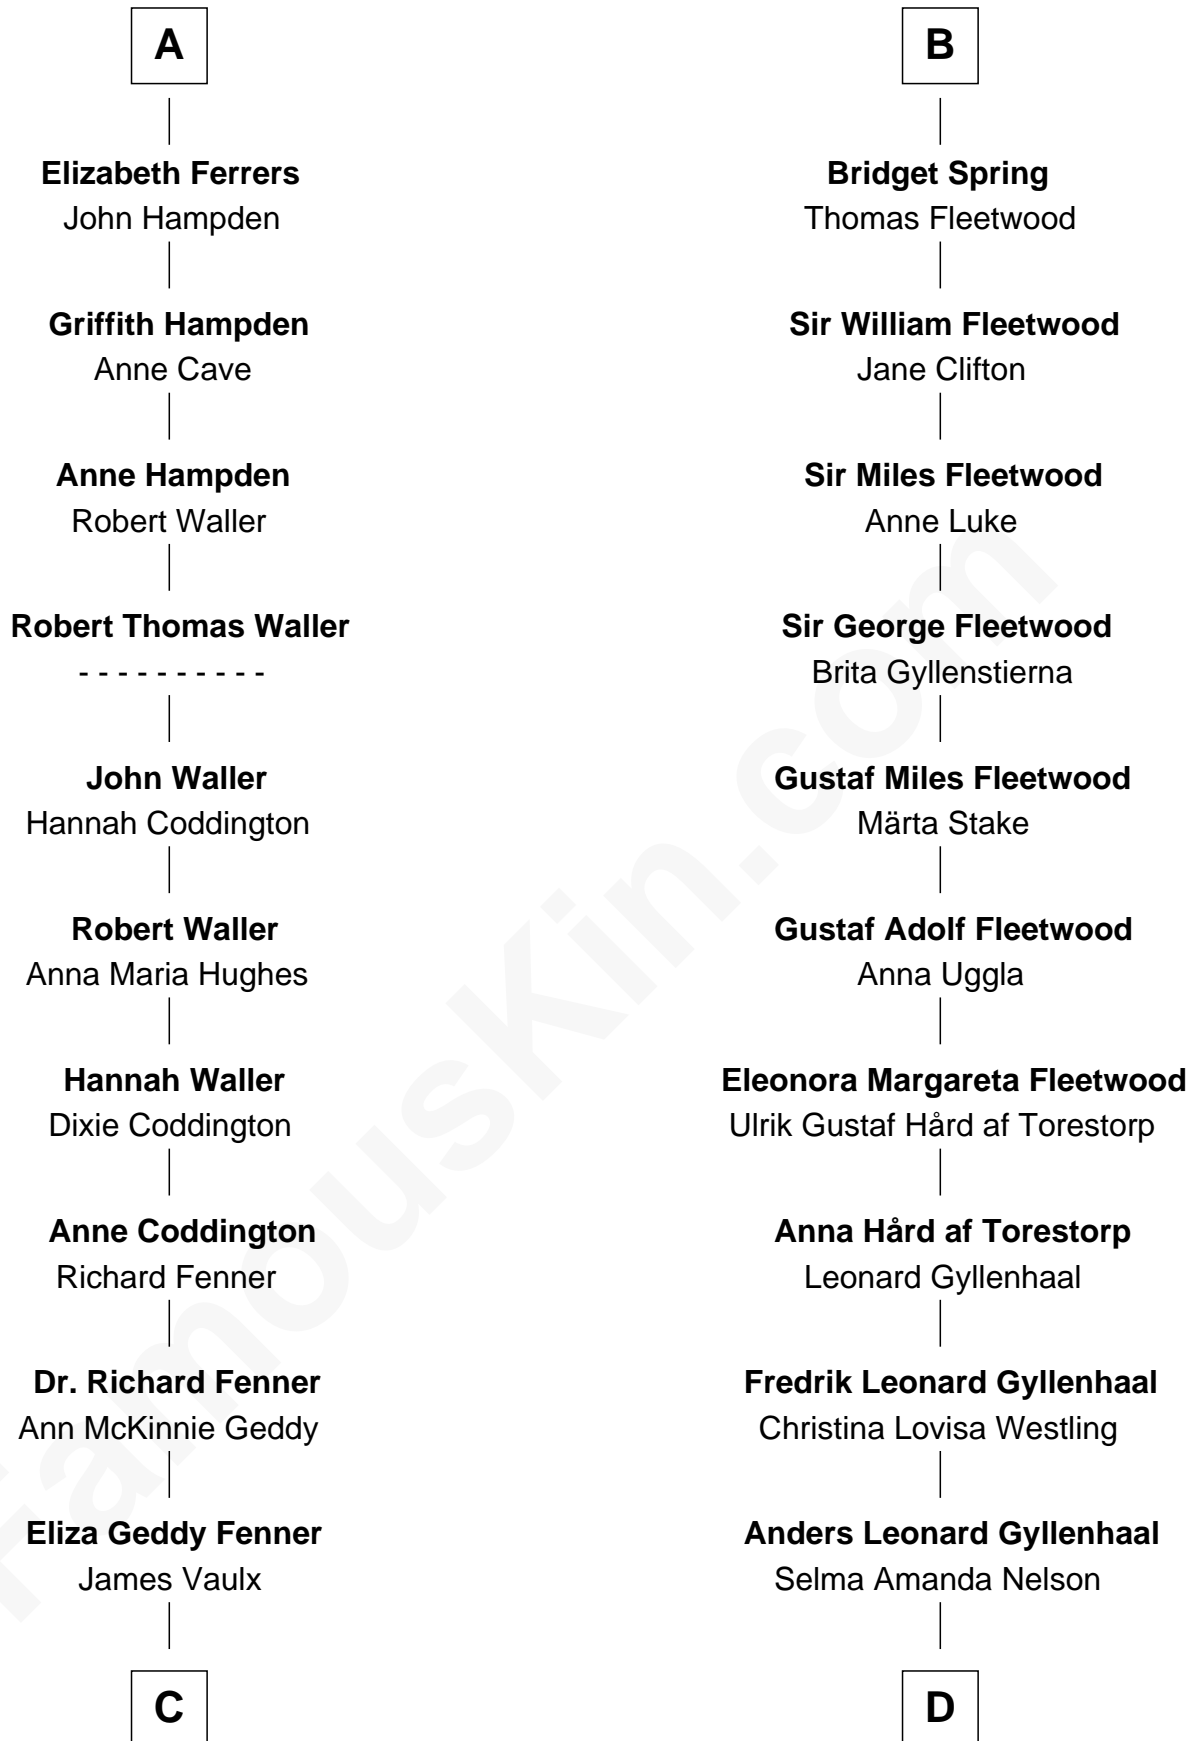 A
Elizabeth Ferrers
John Hampden
Griffith Hampden
Anne Cave
Anne Hampden
Robert Waller
Robert Thomas Waller
- - - - - - - - - -
John Waller
Hannah Coddington
Robert Waller
Anna Maria Hughes
Hannah Waller
Dixie Coddington
Anne Coddington
Richard Fenner
Dr. Richard Fenner
Ann McKinnie Geddy
Eliza Geddy Fenner
James Vaulx
C
B
Bridget Spring
Thomas Fleetwood
Sir William Fleetwood
Jane Clifton
Sir Miles Fleetwood
Anne Luke
Sir George Fleetwood
Brita Gyllenstierna
Gustaf Miles Fleetwood
Märta Stake
Gustaf Adolf Fleetwood
Anna Uggla
Eleonora Margareta Fleetwood
Ulrik Gustaf Hård af Torestorp
Anna Hård af Torestorp
Leonard Gyllenhaal
Fredrik Leonard Gyllenhaal
Christina Lovisa Westling
Anders Leonard Gyllenhaal
Selma Amanda Nelson
D
FamousKin.com